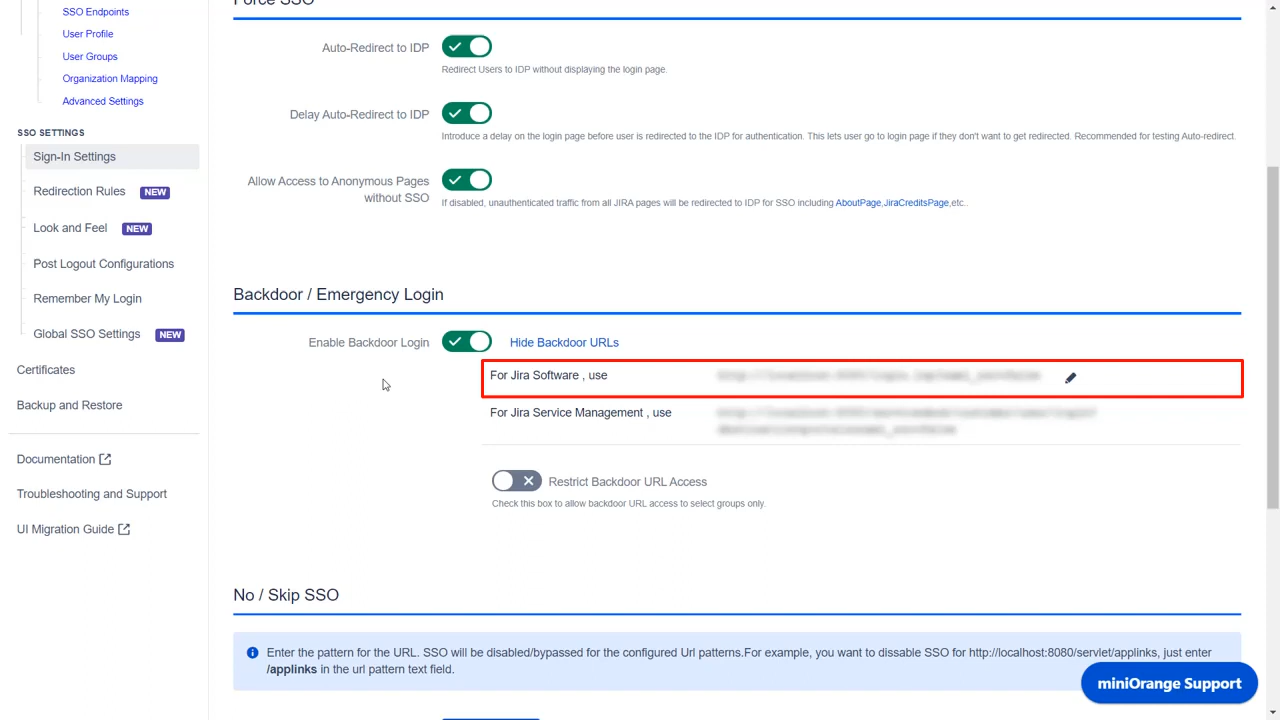 SSO Endpoints
User Profile
User Groups
Organization Mapping
Advanced Settings
SSO SETTINGS
Sign-In Settings
Redirection Rules NEW
Look and Feel NEW
Post Logout Configurations
Remember My Login
Global SSO Settings NEW
Certificates
Backup and Restore
Documentation
Troubleshooting and Support
UI Migration Guide
Force SSO
Auto-Redirect to IDP
Redirect Users to IDP without displaying the login page.
Delay Auto-Redirect to IDP
Introduce a delay on the login page before user is redirected to the IDP for authentication. This lets user go to login page if they don't want to get redirected. Recommended for testing Auto-redirect.
Allow Access to Anonymous Pages
without SSO
If disabled, unauthenticated traffic from all JIRA pages will be redirected to IDP for SSO including AboutPage,JiraCreditsPage,etc..
Backdoor / Emergency Login
Enable Backdoor Login
Hide Backdoor URLs
For Jira Software , use
For Jira Service Management , use
Restrict Backdoor URL Access
Check this box to allow backdoor URL access to select groups only.
No / Skip SSO
Enter the pattern for the URL. SSO will be disabled/bypassed for the configured Url patterns.For example, you want to dissable SSO for http://localhost:8080/servlet/applinks, just enter
/applinks in the url pattern text field.
miniOrange Support